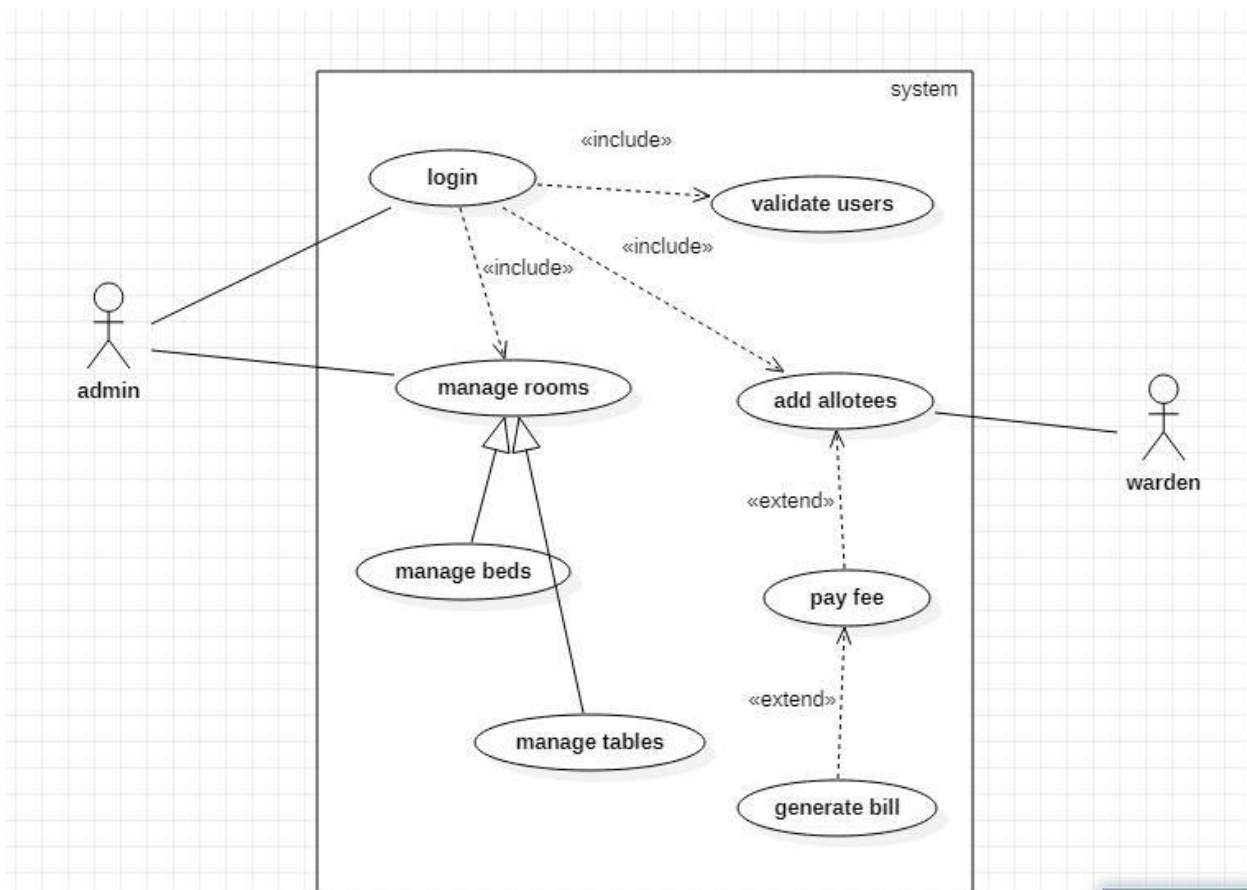 system
«include»
login
validate users
«include»
«include»
admin
manage rooms
add allotees
warden
«extend»
manage beds
pay fee
«extend»
manage tables
generate bill